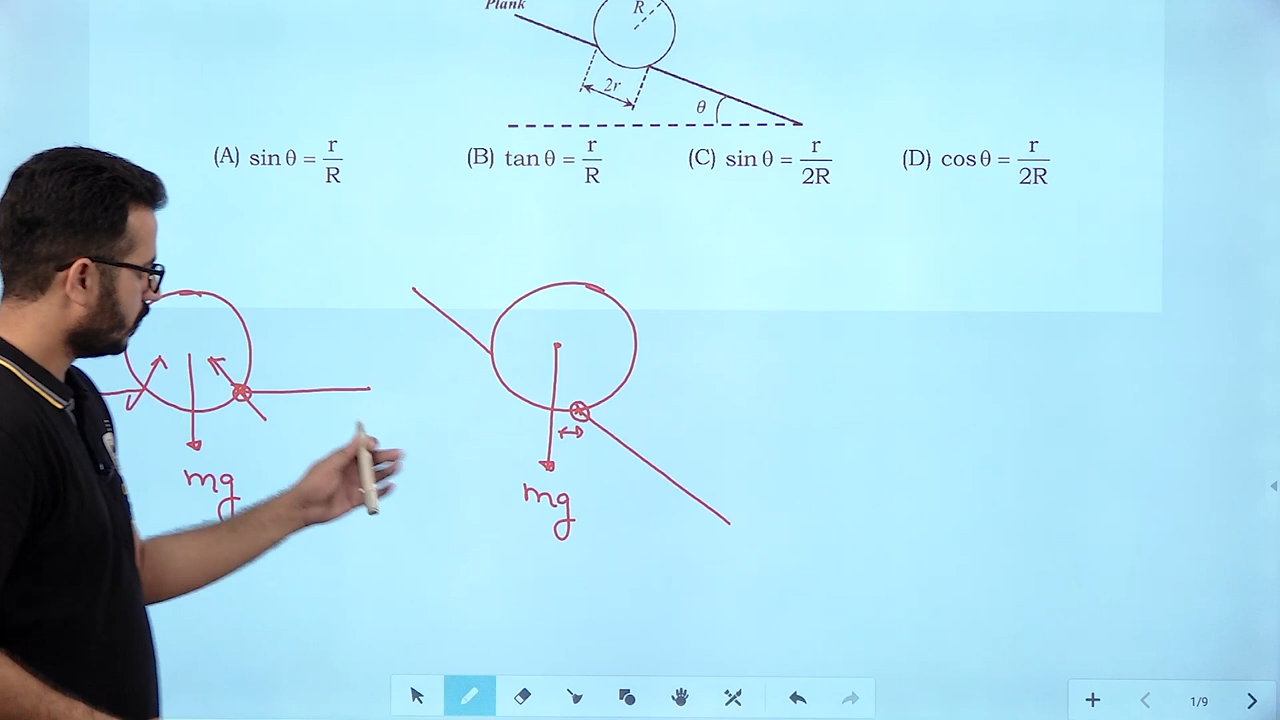 Plank
R
2r
θ
(A) sin θ = r/R (B) tan θ = r/R (C) sin θ = r/2R (D) cos θ = r/2R
mg
mg
1/9